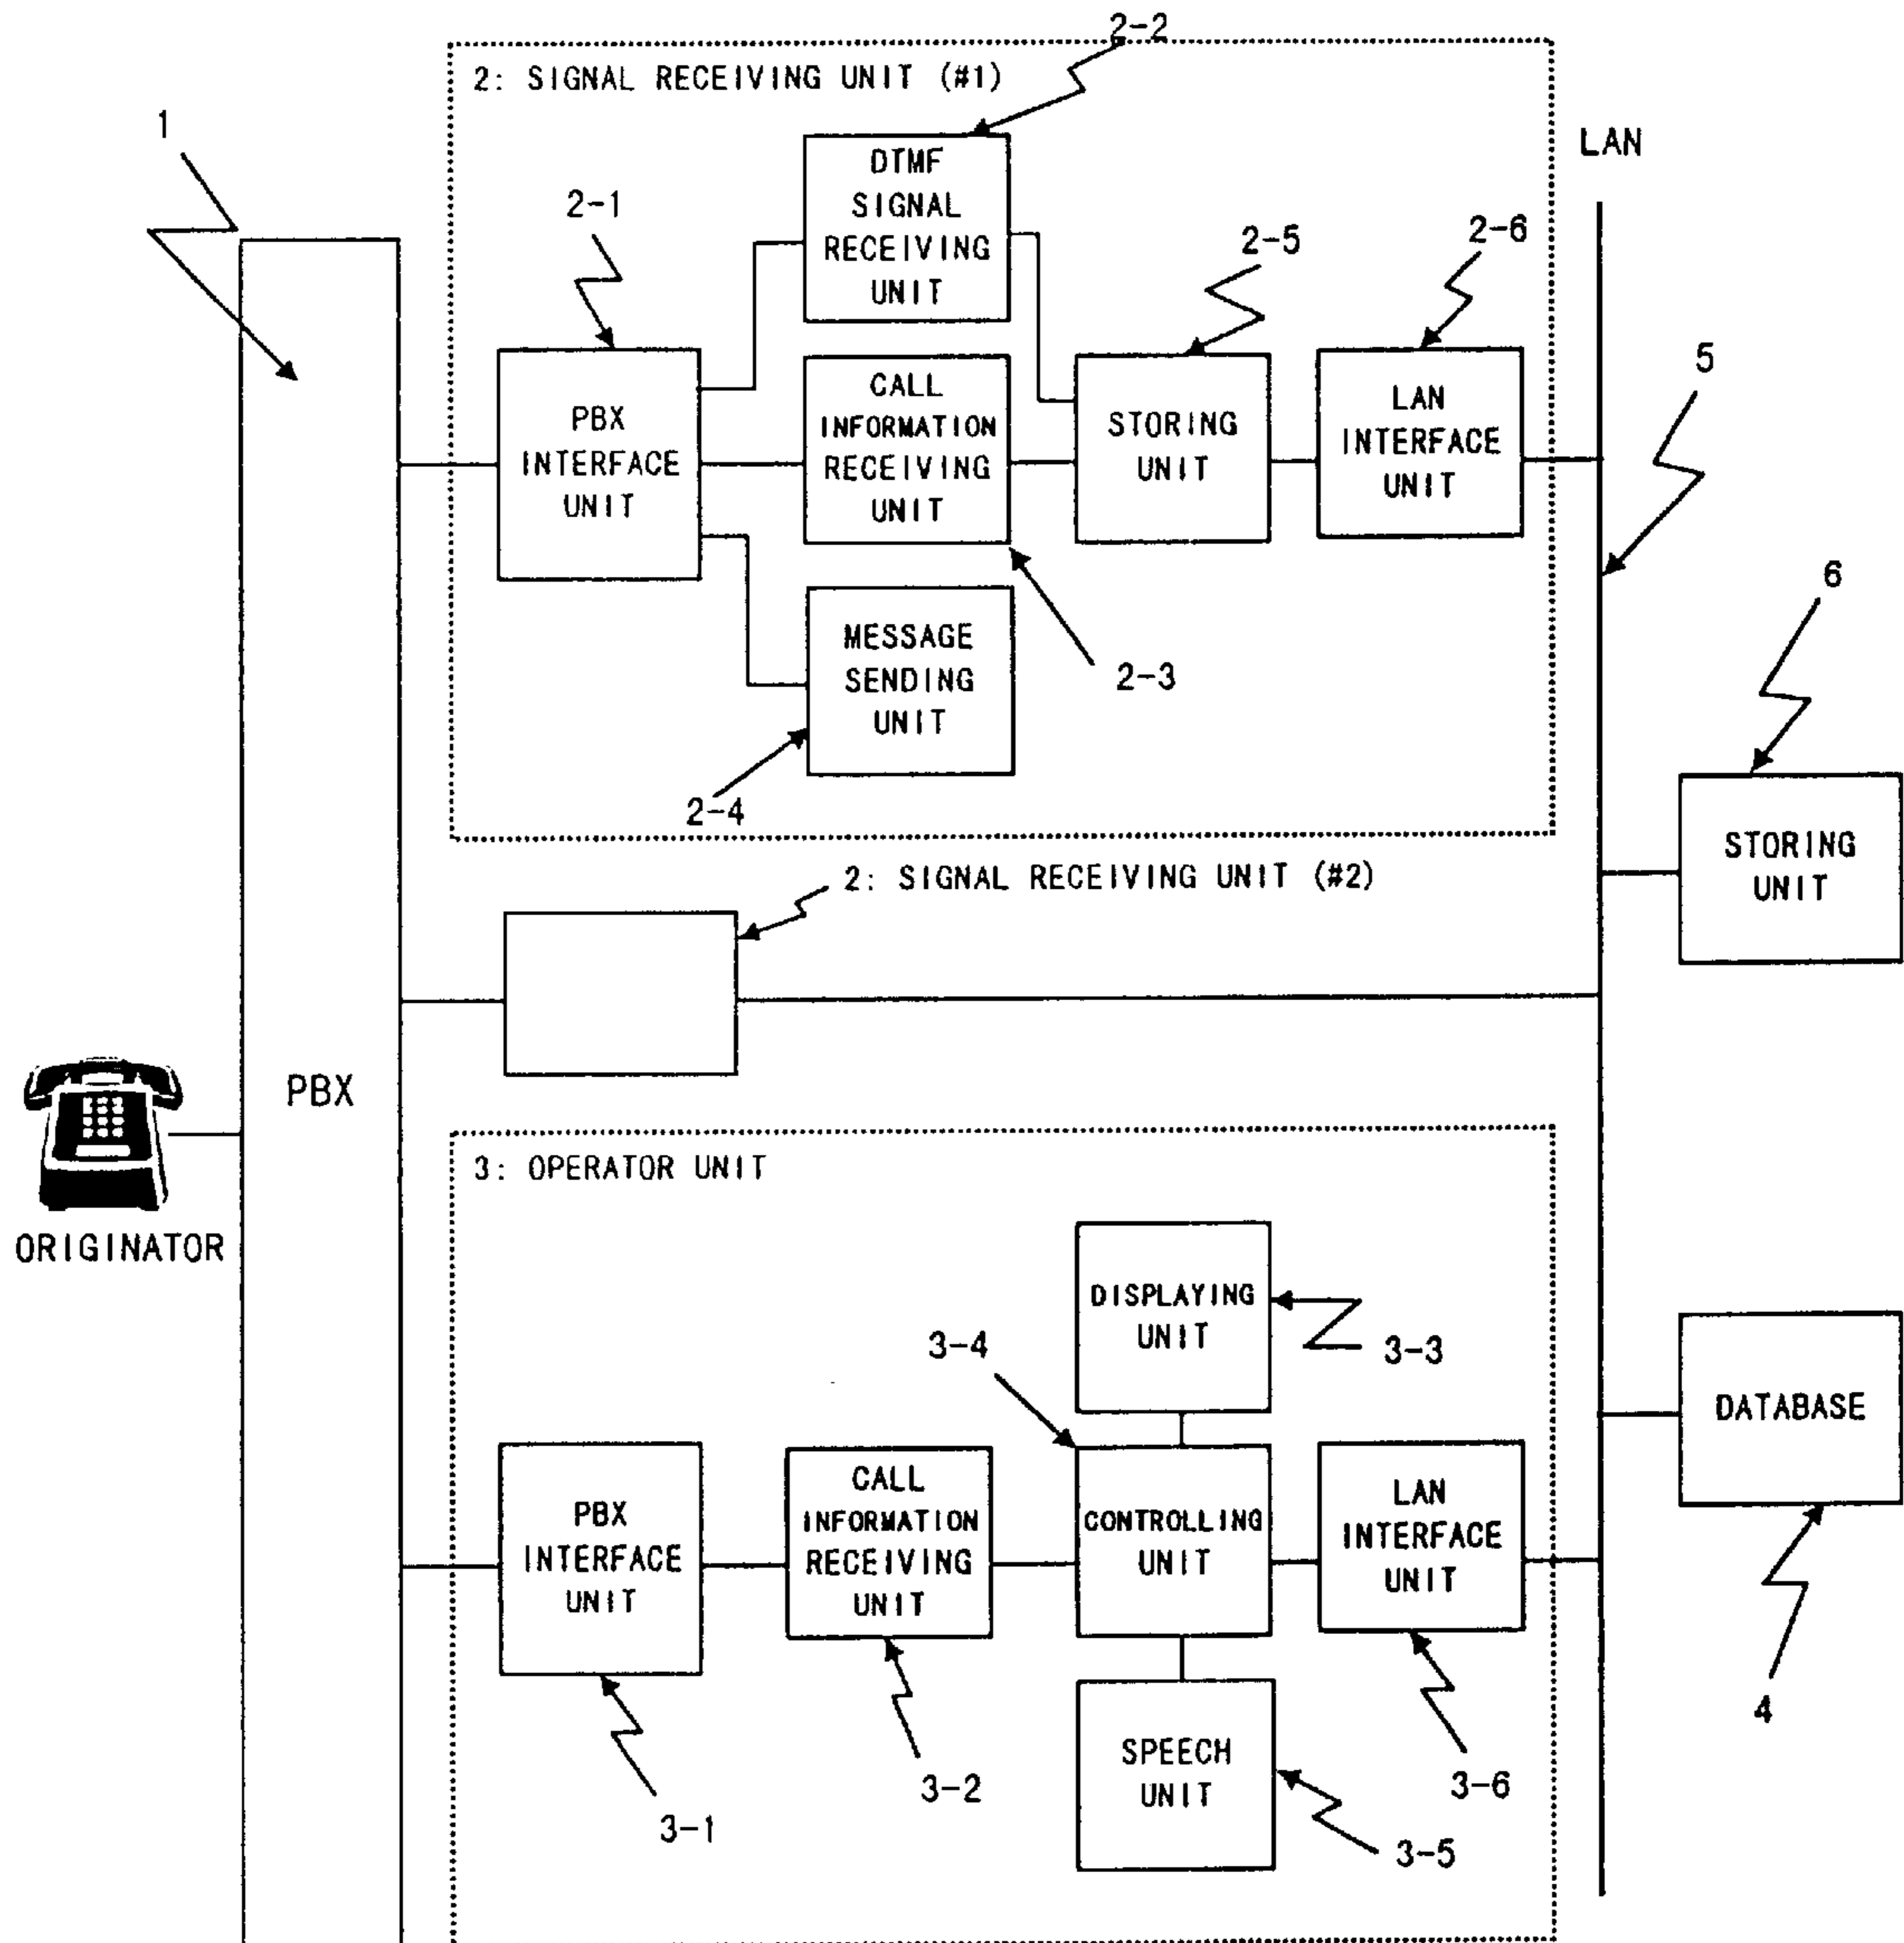 2-2
2: SIGNAL RECEIVING UNIT (#1)
1
LAN
DTMF
SIGNAL
RECEIVING
UNIT
2-1
2-5
2-6
5
PBX
INTERFACE
UNIT
CALL
INFORMATION
RECEIVING
UNIT
STORING
UNIT
LAN
INTERFACE
UNIT
6
MESSAGE
SENDING
UNIT
2-3
2-4
STORING
UNIT
2: SIGNAL RECEIVING UNIT (#2)
PBX
ORIGINATOR
3: OPERATOR UNIT
DISPLAYING
UNIT
3-3
3-4
DATABASE
PBX
INTERFACE
UNIT
CALL
INFORMATION
RECEIVING
UNIT
CONTROLLING
UNIT
LAN
INTERFACE
UNIT
4
SPEECH
UNIT
3-1
3-2
3-6
3-5